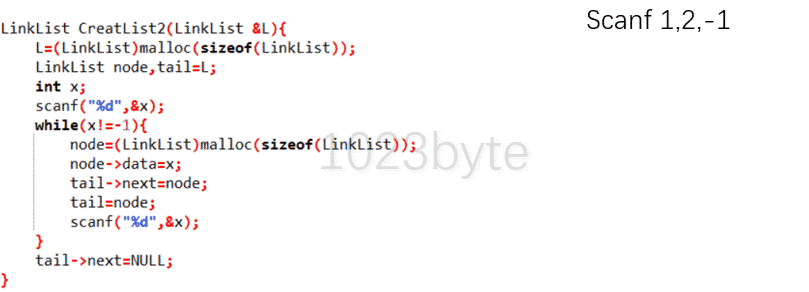 Scanf 1,2,-1
LinkList CreatList2(LinkList &L){
    L=(LinkList)malloc(sizeof(LinkList));
    LinkList node,tail=L;
    int x;
    scanf("%d",&x);
    while(x!=-1){
        node=(LinkList)malloc(sizeof(LinkList));
        node->data=x;
        tail->next=node;
        tail=node;
        scanf("%d",&x);
    }
    tail->next=NULL;
}
1023byte